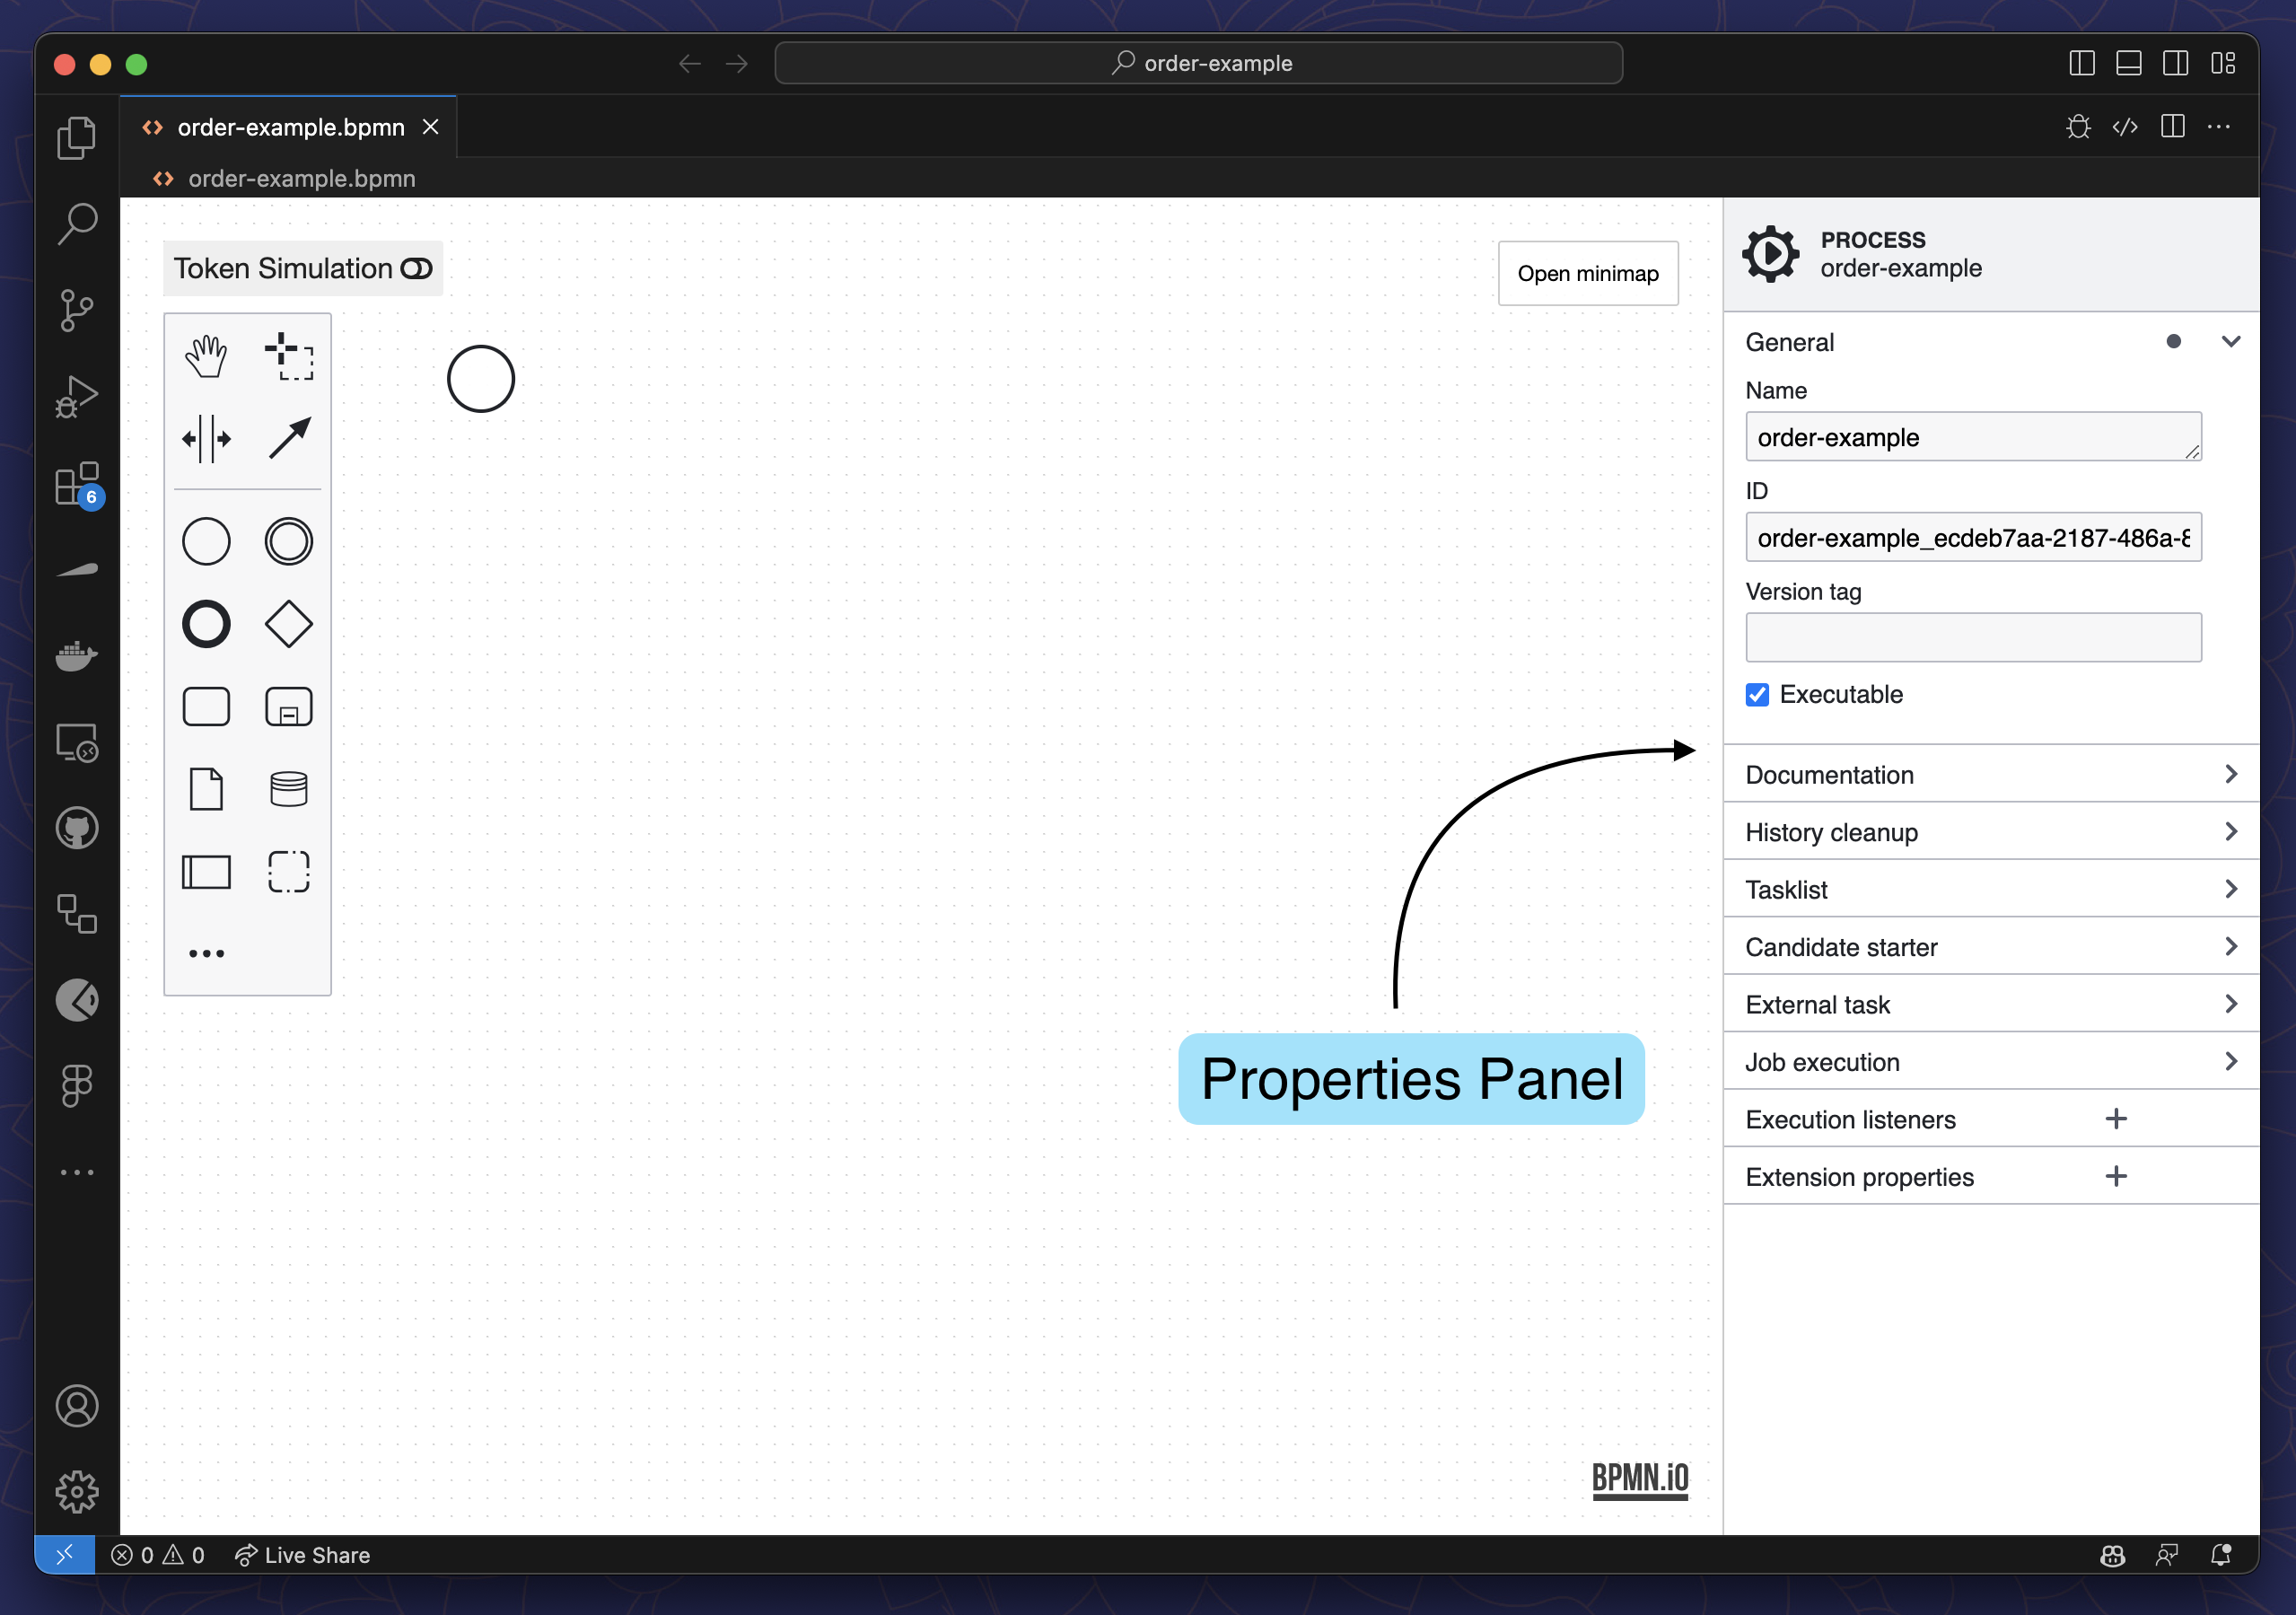 order-example
order-example.bpmn
order-example.bpmn
6
Token Simulation
Open minimap
PROCESS
order-example
General
Name
order-example
ID
order-example_ecdeb7aa-2187-486a-8
Version tag
Executable
Documentation
History cleanup
Tasklist
Candidate starter
External task
Job execution
Execution listeners
Extension properties
Properties Panel
BPMN.iO
0 0 Live Share